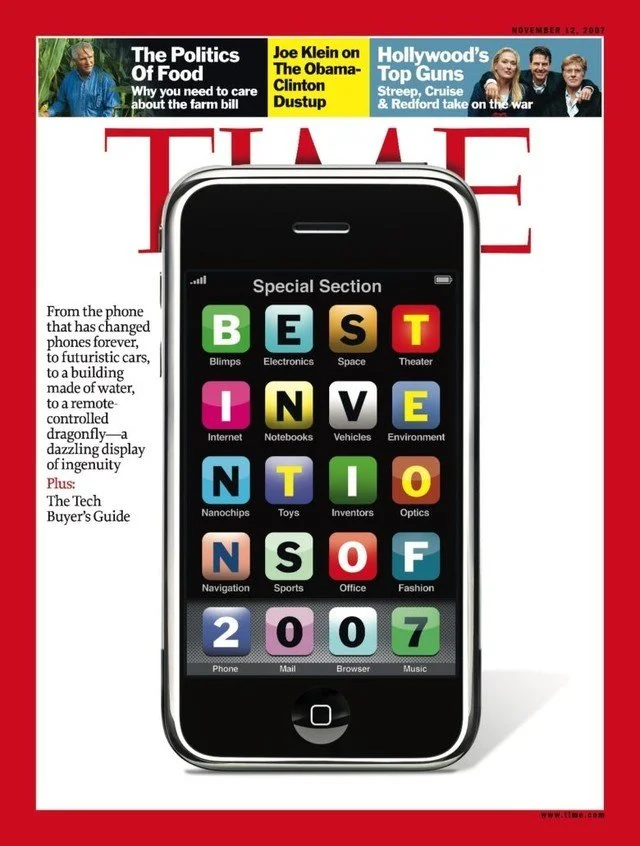 NOVEMBER 12, 2007
The Politics
Of Food
Why you need to care
about the farm bill
Joe Klein on
The Obama-
Clinton
Dustup
Hollywood's
Top Guns
Streep, Cruise
& Redford take on the war
TIME
From the phone
that has changed
phones forever,
to futuristic cars,
to a building
made of water,
to a remote-
controlled
dragonfly—a
dazzling display
of ingenuity
Plus:
The Tech
Buyer's Guide
Special Section
B E S T
Blimps Electronics Space Theater
I N V E
Internet Notebooks Vehicles Environment
N T I O
Nanochips Toys Inventors Optics
N S O F
Navigation Sports Office Fashion
2 0 0 7
Phone Mail Browser Music
www.time.com